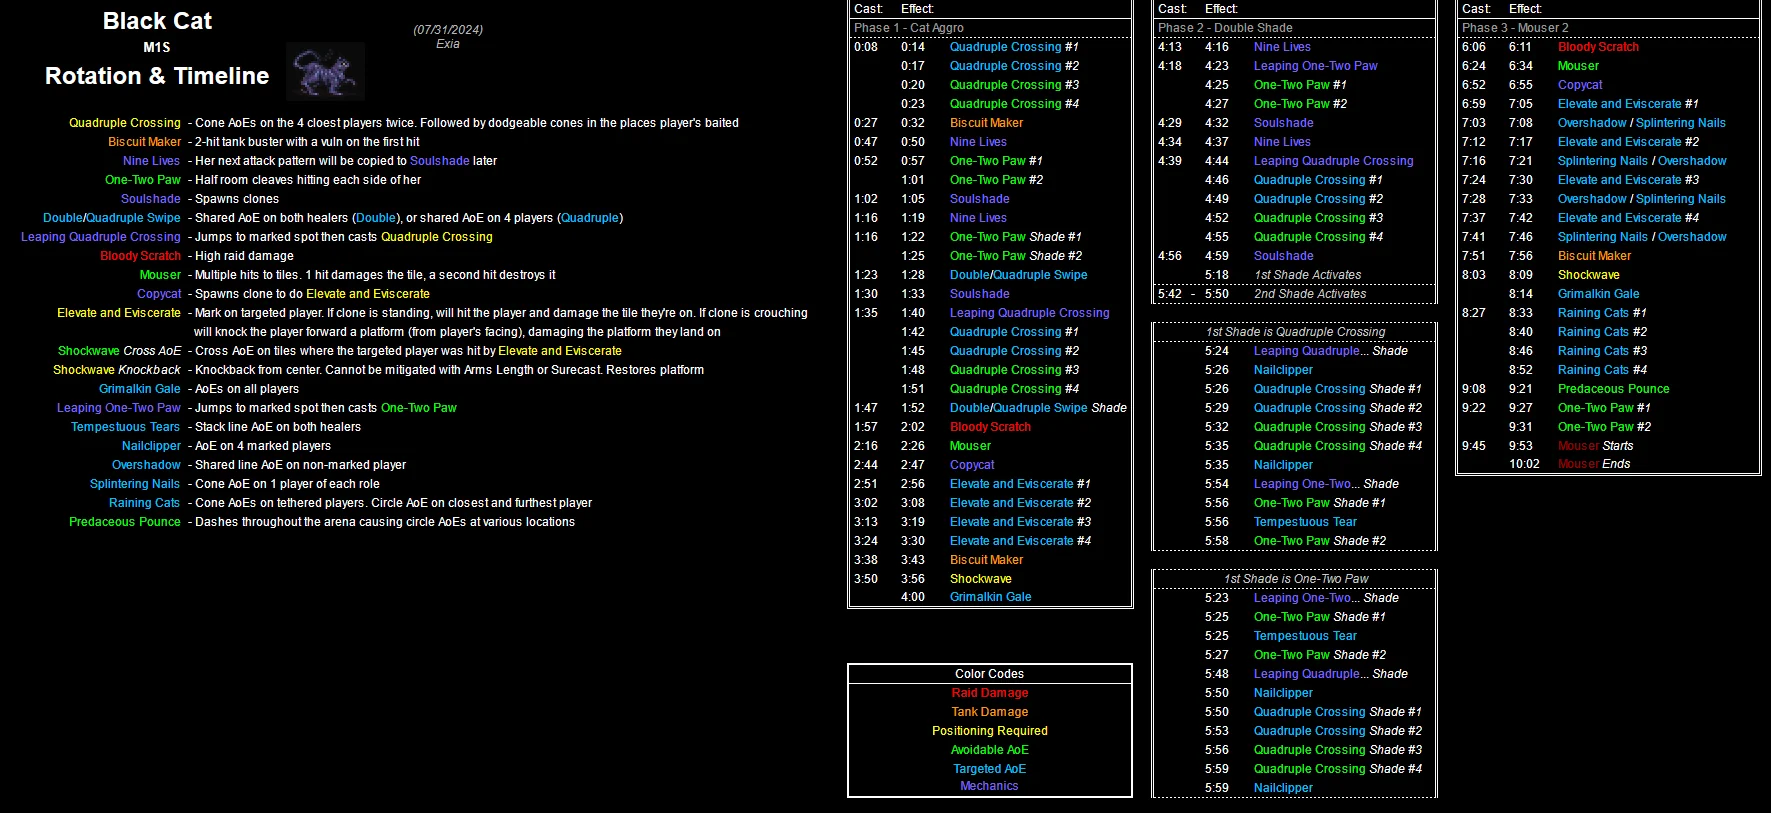 Black Cat
M1S
Rotation & Timeline
(07/31/2024)
Exia
Quadruple Crossing - Cone AoEs on the 4 cloest players twice. Followed by dodgeable cones in the places player's baited
Biscuit Maker - 2-hit tank buster with a vuln on the first hit
Nine Lives - Her next attack pattern will be copied to Soulshade later
One-Two Paw - Half room cleaves hitting each side of her
Soulshade - Spawns clones
Double/Quadruple Swipe - Shared AoE on both healers (Double), or shared AoE on 4 players (Quadruple)
Leaping Quadruple Crossing - Jumps to marked spot then casts Quadruple Crossing
Bloody Scratch - High raid damage
Mouser - Multiple hits to tiles. 1 hit damages the tile, a second hit destroys it
Copycat - Spawns clone to do Elevate and Eviscerate
Elevate and Eviscerate - Mark on targeted player. If clone is standing, will hit the player and damage the tile they're on. If clone is crouching
will knock the player forward a platform (from player's facing), damaging the platform they land on
Shockwave Cross AoE - Cross AoE on tiles where the targeted player was hit by Elevate and Eviscerate
Shockwave Knockback - Knockback from center. Cannot be mitigated with Arms Length or Surecast. Restores platform
Grimalkin Gale - AoEs on all players
Leaping One-Two Paw - Jumps to marked spot then casts One-Two Paw
Tempestuous Tears - Stack line AoE on both healers
Nailclipper - AoE on 4 marked players
Overshadow - Shared line AoE on non-marked player
Splintering Nails - Cone AoE on 1 player of each role
Raining Cats - Cone AoEs on tethered players. Circle AoE on closest and furthest player
Predaceous Pounce - Dashes throughout the arena causing circle AoEs at various locations
Cast: Effect:
Phase 1 - Cat Aggro
0:08 0:14 Quadruple Crossing #1
0:17 Quadruple Crossing #2
0:20 Quadruple Crossing #3
0:23 Quadruple Crossing #4
0:27 0:32 Biscuit Maker
0:47 0:50 Nine Lives
0:52 0:57 One-Two Paw #1
1:01 One-Two Paw #2
1:02 1:05 Soulshade
1:16 1:19 Nine Lives
1:16 1:22 One-Two Paw Shade #1
1:25 One-Two Paw Shade #2
1:23 1:28 Double/Quadruple Swipe
1:30 1:33 Soulshade
1:35 1:40 Leaping Quadruple Crossing
1:42 Quadruple Crossing #1
1:45 Quadruple Crossing #2
1:48 Quadruple Crossing #3
1:51 Quadruple Crossing #4
1:47 1:52 Double/Quadruple Swipe Shade
1:57 2:02 Bloody Scratch
2:16 2:26 Mouser
2:44 2:47 Copycat
2:51 2:56 Elevate and Eviscerate #1
3:02 3:08 Elevate and Eviscerate #2
3:13 3:19 Elevate and Eviscerate #3
3:24 3:30 Elevate and Eviscerate #4
3:38 3:43 Biscuit Maker
3:50 3:56 Shockwave
4:00 Grimalkin Gale
Color Codes
Raid Damage
Tank Damage
Positioning Required
Avoidable AoE
Targeted AoE
Mechanics
Cast: Effect:
Phase 2 - Double Shade
4:13 4:16 Nine Lives
4:18 4:23 Leaping One-Two Paw
4:25 One-Two Paw #1
4:27 One-Two Paw #2
4:29 4:32 Soulshade
4:34 4:37 Nine Lives
4:39 4:44 Leaping Quadruple Crossing
4:46 Quadruple Crossing #1
4:49 Quadruple Crossing #2
4:52 Quadruple Crossing #3
4:55 Quadruple Crossing #4
4:56 4:59 Soulshade
5:18 1st Shade Activates
5:42 - 5:50 2nd Shade Activates
1st Shade is Quadruple Crossing
5:24 Leaping Quadruple... Shade
5:26 Nailclipper
5:26 Quadruple Crossing Shade #1
5:29 Quadruple Crossing Shade #2
5:32 Quadruple Crossing Shade #3
5:35 Quadruple Crossing Shade #4
5:35 Nailclipper
5:54 Leaping One-Two... Shade
5:56 One-Two Paw Shade #1
5:56 Tempestuous Tear
5:58 One-Two Paw Shade #2
1st Shade is One-Two Paw
5:23 Leaping One-Two... Shade
5:25 One-Two Paw Shade #1
5:25 Tempestuous Tear
5:27 One-Two Paw Shade #2
5:48 Leaping Quadruple... Shade
5:50 Nailclipper
5:50 Quadruple Crossing Shade #1
5:53 Quadruple Crossing Shade #2
5:56 Quadruple Crossing Shade #3
5:59 Quadruple Crossing Shade #4
5:59 Nailclipper
Cast: Effect:
Phase 3 - Mouser 2
6:06 6:11 Bloody Scratch
6:24 6:34 Mouser
6:52 6:55 Copycat
6:59 7:05 Elevate and Eviscerate #1
7:03 7:08 Overshadow / Splintering Nails
7:12 7:17 Elevate and Eviscerate #2
7:16 7:21 Splintering Nails / Overshadow
7:24 7:30 Elevate and Eviscerate #3
7:28 7:33 Overshadow / Splintering Nails
7:37 7:42 Elevate and Eviscerate #4
7:41 7:46 Splintering Nails / Overshadow
7:51 7:56 Biscuit Maker
8:03 8:09 Shockwave
8:14 Grimalkin Gale
8:27 8:33 Raining Cats #1
8:40 Raining Cats #2
8:46 Raining Cats #3
8:52 Raining Cats #4
9:08 9:21 Predaceous Pounce
9:22 9:27 One-Two Paw #1
9:31 One-Two Paw #2
9:45 9:53 Mouser Starts
10:02 Mouser Ends